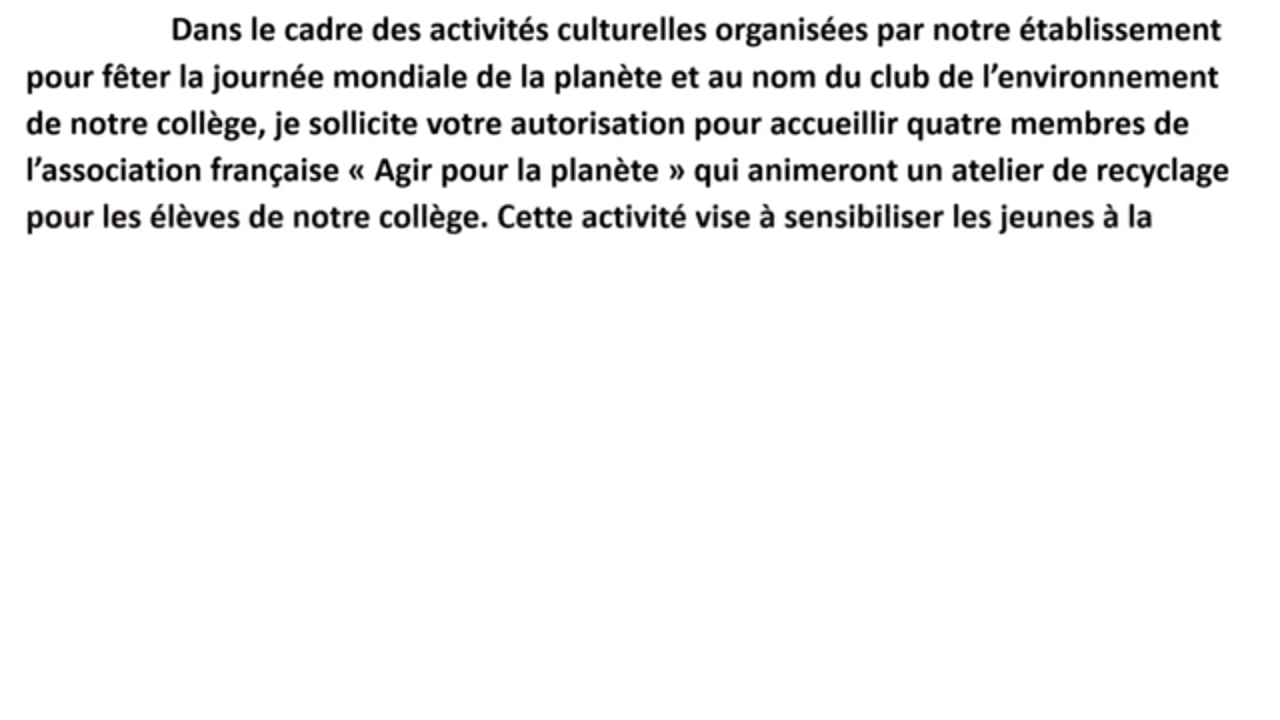 Dans le cadre des activités culturelles organisées par notre établissement
pour fêter la journée mondiale de la planète et au nom du club de l’environnement
de notre collège, je sollicite votre autorisation pour accueillir quatre membres de
l’association française « Agir pour la planète » qui animeront un atelier de recyclage
pour les élèves de notre collège. Cette activité vise à sensibiliser les jeunes à la